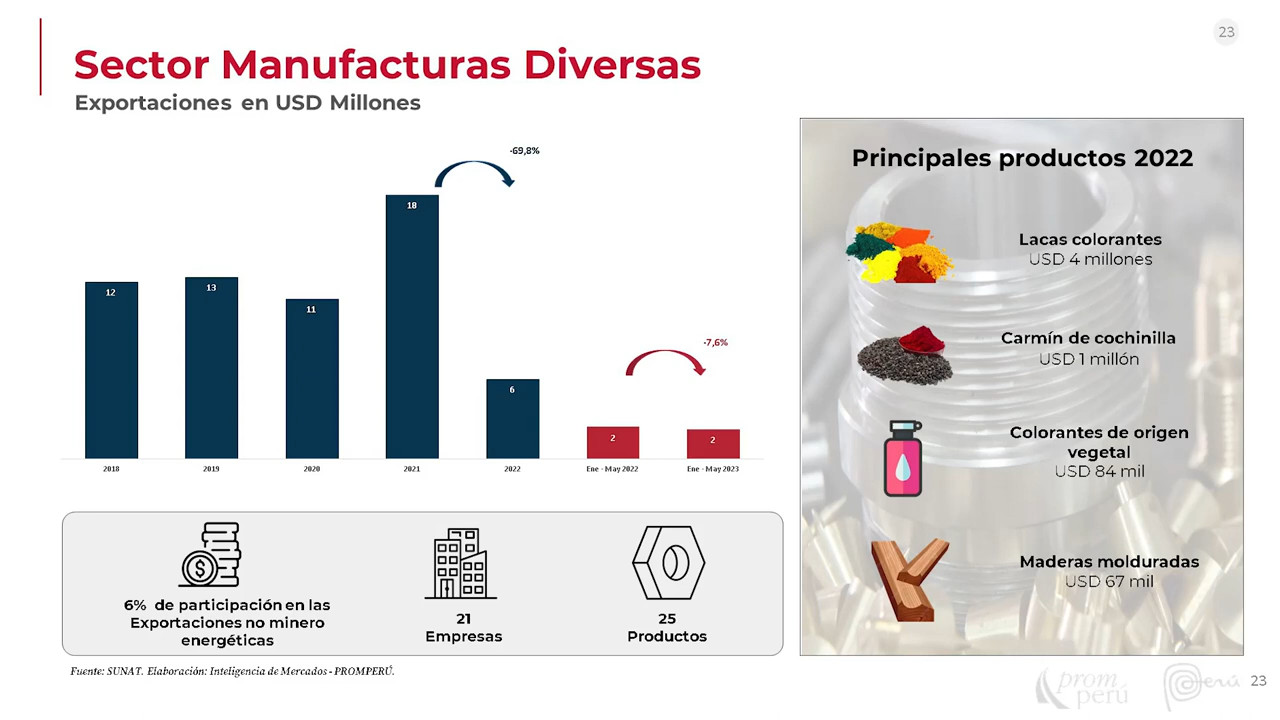 23
Sector Manufacturas Diversas
Exportaciones en USD Millones
-69,8%
18
12
13
11
6
-7,6%
2
2
2018
2019
2020
2021
2022
Ene - May 2022
Ene - May 2023
6% de participación en las
Exportaciones no minero
energéticas
21
Empresas
25
Productos
Fuente: SUNAT. Elaboración: Inteligencia de Mercados - PROMPERÚ.
Principales productos 2022
Lacas colorantes
USD 4 millones
Carmín de cochinilla
USD 1 millón
Colorantes de origen
vegetal
USD 84 mil
Maderas molduradas
USD 67 mil
prom
perú
Perú
23